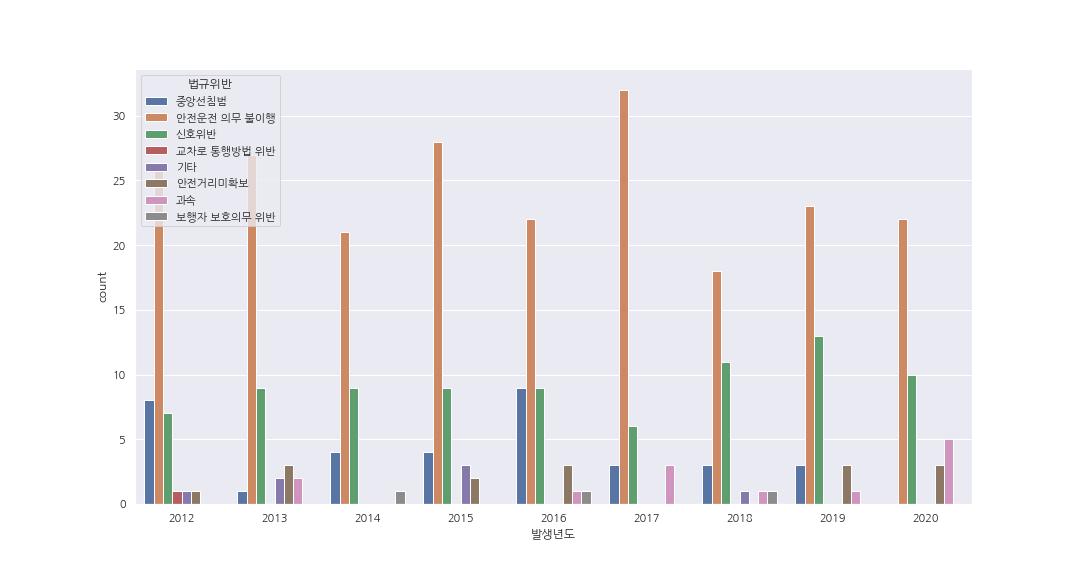 법규위반
중앙선침범
안전운전 의무 불이행
신호위반
교차로 통행방법 위반
기타
안전거리미확보
과속
보행자 보호의무 위반
30
25
20
15
10
5
0
count
2012 2013 2014 2015 2016 2017 2018 2019 2020
발생년도